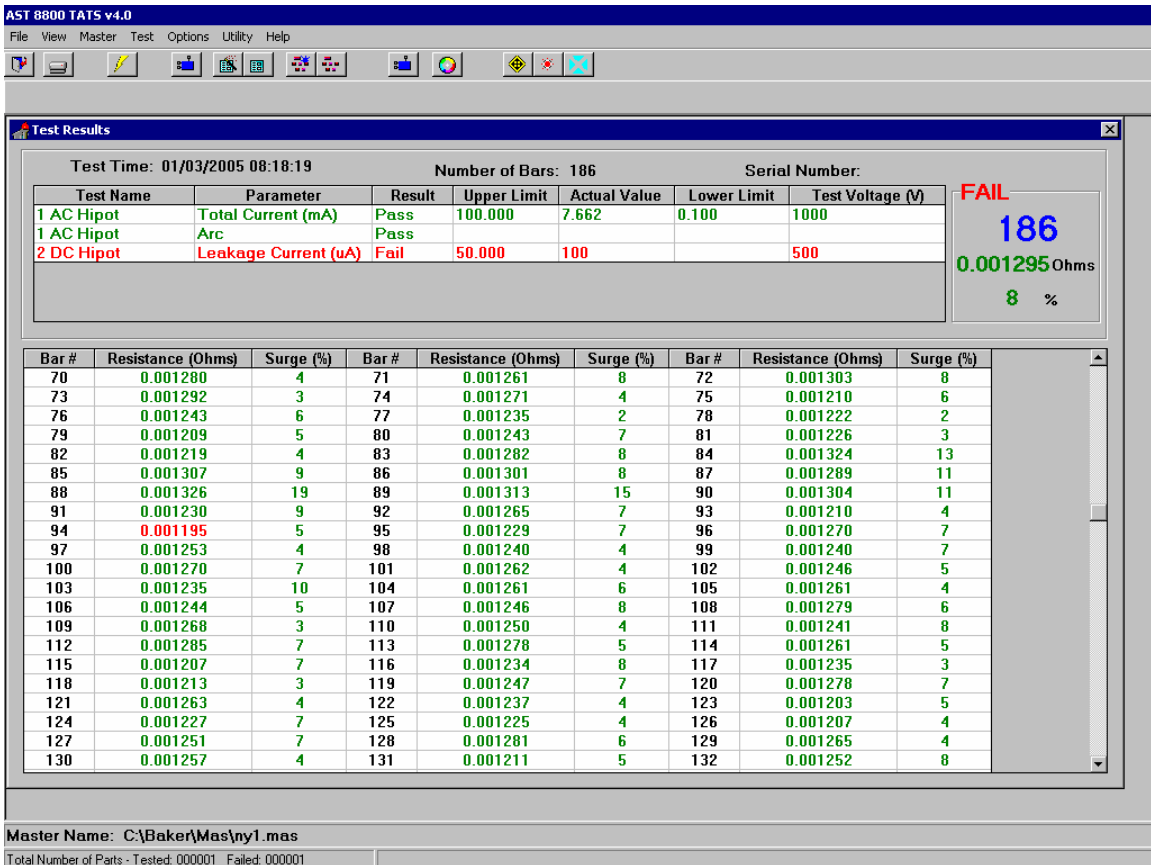 AST 8800 TATS v4.0
File View Master Test Options Utility Help
Test Results
Test Time: 01/03/2005 08:18:19 Number of Bars: 186 Serial Number:
Test Name Parameter Result Upper Limit Actual Value Lower Limit Test Voltage (V)
1 AC Hipot Total Current (mA) Pass 100.000 7.662 0.100 1000
1 AC Hipot Arc Pass
2 DC Hipot Leakage Current (uA) Fail 50.000 100 500
FAIL
186
0.001295 Ohms
8 %
Bar # Resistance (Ohms) Surge (%) Bar # Resistance (Ohms) Surge (%) Bar # Resistance (Ohms) Surge (%)
70 0.001280 4 71 0.001261 8 72 0.001303 8
73 0.001292 3 74 0.001271 4 75 0.001210 6
76 0.001243 6 77 0.001235 2 78 0.001222 2
79 0.001209 5 80 0.001243 7 81 0.001226 3
82 0.001219 4 83 0.001282 8 84 0.001324 13
85 0.001307 9 86 0.001301 8 87 0.001289 11
88 0.001326 19 89 0.001313 15 90 0.001304 11
91 0.001230 9 92 0.001265 7 93 0.001210 4
94 0.001195 5 95 0.001229 7 96 0.001270 7
97 0.001253 4 98 0.001240 4 99 0.001240 7
100 0.001270 7 101 0.001262 4 102 0.001246 5
103 0.001235 10 104 0.001261 6 105 0.001261 4
106 0.001244 5 107 0.001246 8 108 0.001279 6
109 0.001268 3 110 0.001250 4 111 0.001241 8
112 0.001285 7 113 0.001278 5 114 0.001261 5
115 0.001207 7 116 0.001234 8 117 0.001235 3
118 0.001213 3 119 0.001247 7 120 0.001278 7
121 0.001263 4 122 0.001237 4 123 0.001203 5
124 0.001227 7 125 0.001225 4 126 0.001207 4
127 0.001251 7 128 0.001281 6 129 0.001265 4
130 0.001257 4 131 0.001211 5 132 0.001252 8
Master Name: C:\Baker\Mas\ny1.mas
Total Number of Parts - Tested: 000001 Failed: 000001